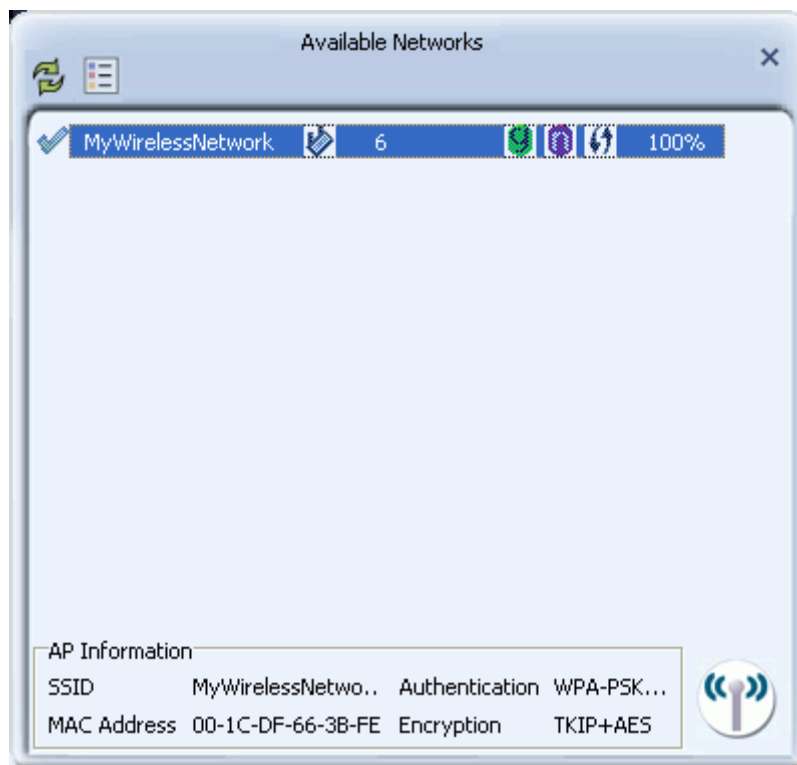 Available Networks
MyWirelessNetwork 6 g n 100%
AP Information
SSID MyWirelessNetwo.. Authentication WPA-PSK...
MAC Address 00-1C-DF-66-3B-FE Encryption TKIP+AES